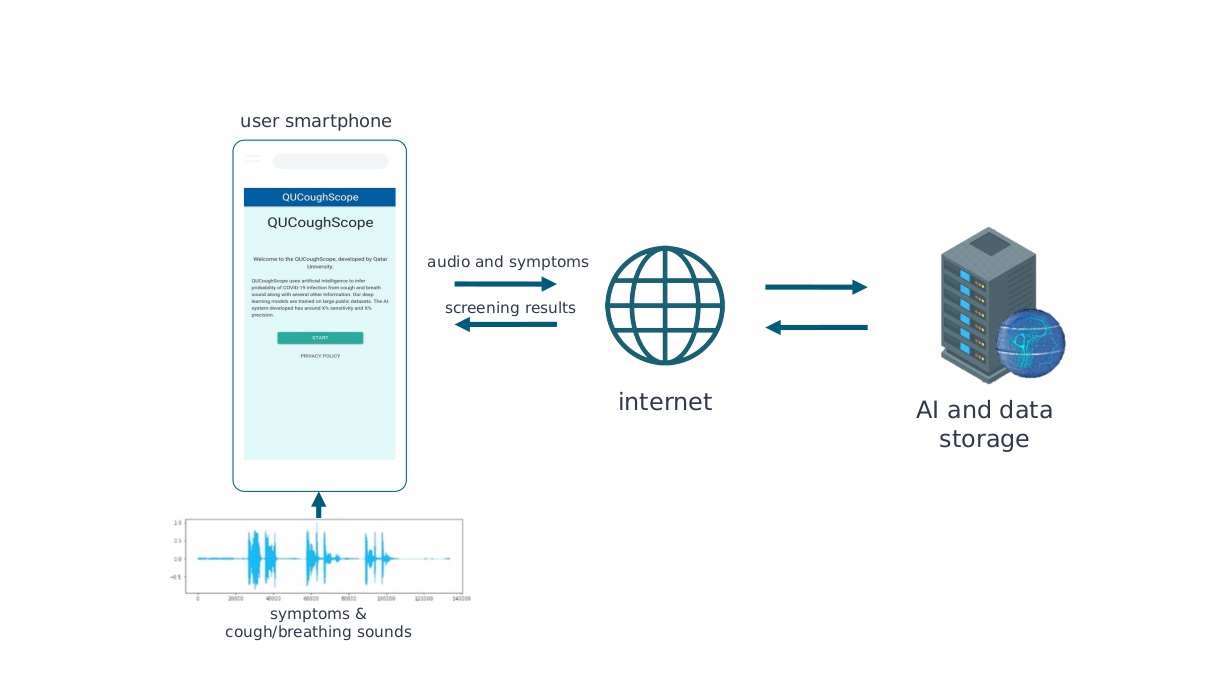 user smartphone
QUCoughScope
QUCoughScope
Welcome to the QUCoughScope, developed by Qatar
University.
QUCoughScope uses artificial intelligence to infer
probability of COVID-19 infection from cough and breath
sound along with several other information. Our deep
learning models are trained on large public datasets. The AI
system developed has around X% sensitivity and X%
precision.
START
PRIVACY POLICY
audio and symptoms
screening results
internet
AI and data
storage
1.0
0.5
0.0
−0.5
0 20000 40000 60000 80000 100000 120000 140000
symptoms &
cough/breathing sounds